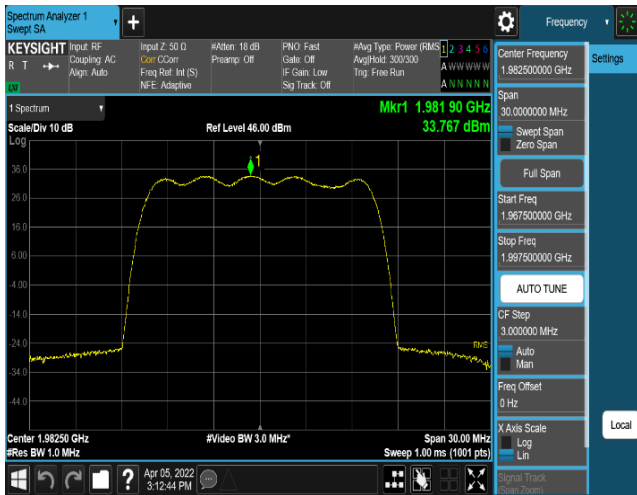 Spectrum Analyzer 1
Swept SA
Frequency
KEYSIGHT
R T
LXI
Input: RF
Coupling: AC
Align: Auto
Input Z: 50 Ω
Corr CCorr
Freq Ref: Int (S)
NFE: Adaptive
#Atten: 18 dB
Preamp: Off
PNO: Fast
Gate: Off
IF Gain: Low
Sig Track: Off
#Avg Type: Power (RMS
Avg|Hold: 300/300
Trig: Free Run
1 2 3 4 5 6
A W W W W W
A N N N N N
1 Spectrum
Scale/Div 10 dB
Ref Level 46.00 dBm
Mkr1 1.981 90 GHz
33.767 dBm
Log
1
36.0
26.0
16.0
6.00
-4.00
-14.0
-24.0
-34.0
-44.0
RMS
Center 1.98250 GHz
#Video BW 3.0 MHz*
Span 30.00 MHz
#Res BW 1.0 MHz
Sweep 1.00 ms (1001 pts)
Apr 05, 2022
3:12:44 PM
Center Frequency
1.982500000 GHz
Settings
Span
30.0000000 MHz
Swept Span
Zero Span
Full Span
Start Freq
1.967500000 GHz
Stop Freq
1.997500000 GHz
AUTO TUNE
CF Step
3.000000 MHz
Auto
Man
Freq Offset
0 Hz
X Axis Scale
Log
Lin
Local
Signal Track
(Span Zoom)